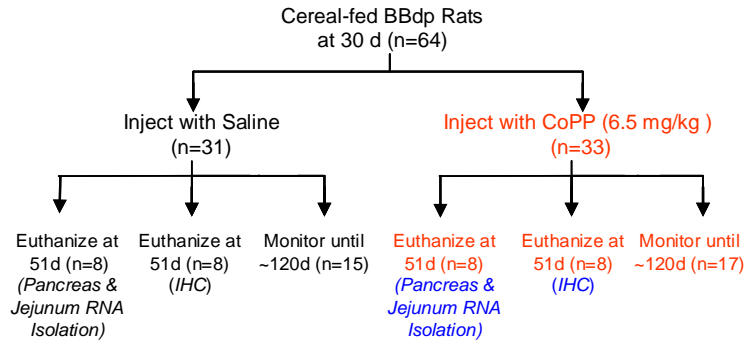 Cereal-fed BBdp Rats
at 30 d (n=64)
Inject with Saline
(n=31)
Inject with CoPP (6.5 mg/kg )
(n=33)
Euthanize at
51d (n=8)
(Pancreas &
Jejunum RNA
Isolation)
Euthanize at
51d (n=8)
(IHC)
Monitor until
~120d (n=15)
Euthanize at
51d (n=8)
(Pancreas &
Jejunum RNA
Isolation)
Euthanize at
51d (n=8)
(IHC)
Monitor until
~120d (n=17)